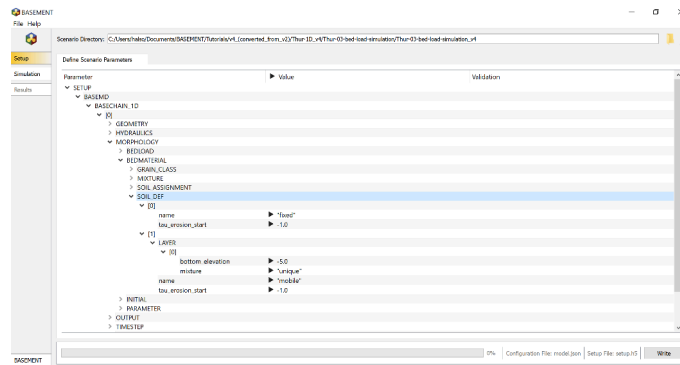 BASEMENT
File Help
Scenario Directory: C:/Users/halso/Documents/BASEMENT/Tutorials/v4_(converted_from_v2)/Thur-1D_v4/Thur-03-bed-load-simulation/Thur-03-bed-load-simulation_v4
Setup
Define Scenario Parameters
Simulation
Parameter Value Validation
Results
SETUP
BASEMD
BASECHAIN_1D
[0]
GEOMETRY
HYDRAULICS
MORPHOLOGY
BEDLOAD
BEDMATERIAL
GRAIN_CLASS
MIXTURE
SOIL_ASSIGNMENT
SOIL_DEF
[0]
name "fixed"
tau_erosion_start -1.0
[1]
LAYER
[0]
bottom_elevation -5.0
mixture "unique"
name "mobile"
tau_erosion_start -1.0
INITIAL
PARAMETER
OUTPUT
TIMESTEP
0% Configuration File: model.json Setup File: setup.h5 Write
BASEMENT